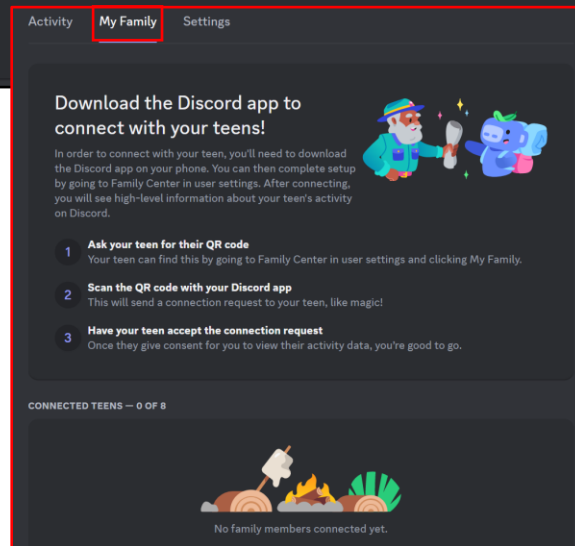 Activity My Family Settings
Download the Discord app to
connect with your teens!
In order to connect with your teen, you'll need to download
the Discord app on your phone. You can then complete setup
by going to Family Center in user settings. After connecting,
you will see high-level information about your teen's activity
on Discord.
1 Ask your teen for their QR code
Your teen can find this by going to Family Center in user settings and clicking My Family.
2 Scan the QR code with your Discord app
This will send a connection request to your teen, like magic!
3 Have your teen accept the connection request
Once they give consent for you to view their activity data, you're good to go.
CONNECTED TEENS — 0 OF 8
No family members connected yet.